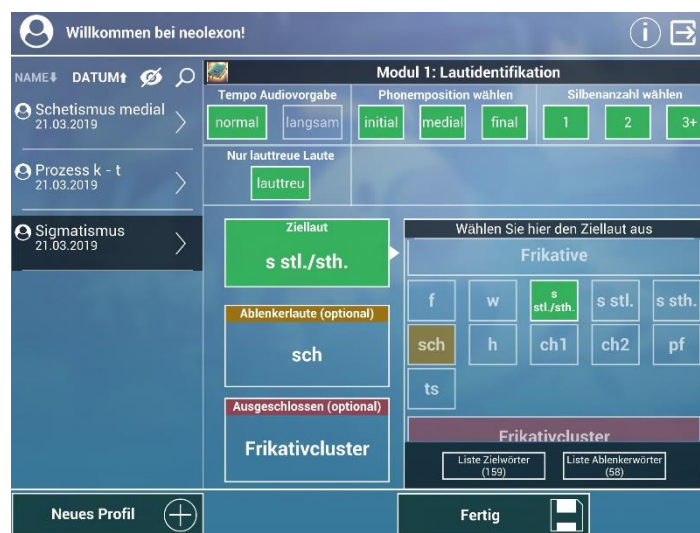 Willkommen bei neolexon!
NAME DATUM
Schetismus medial
21.03.2019
Prozess k - t
21.03.2019
Sigmatismus
21.03.2019
Modul 1: Lautidentifikation
Tempo Audiovorgabe
normal langsam
Phonemposition wählen
initial medial final
Silbenanzahl wählen
1 2 3+
Nur lauttreue Laute
lauttreu
Ziellaut
s stl./sth.
Ablenkerlaute (optional)
sch
Ausgeschlossen (optional)
Frikativcluster
Wählen Sie hier den Ziellaut aus
Frikative
f w s stl./sth. s stl. s sth.
sch h ch1 ch2 pf
ts
Frikativcluster
Liste Zielwörter
(159)
Liste Ablenkerwörter
(58)
Neues Profil
Fertig